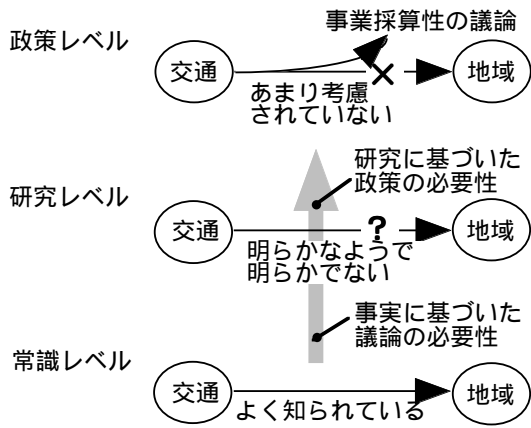 事業採算性の議論
政策レベル
交通
×
地域
あまり考慮
されていない
研究に基づいた
政策の必要性
研究レベル
交通
?
地域
明らかなようで
明らかでない
事実に基づいた
議論の必要性
常識レベル
交通
地域
よく知られている